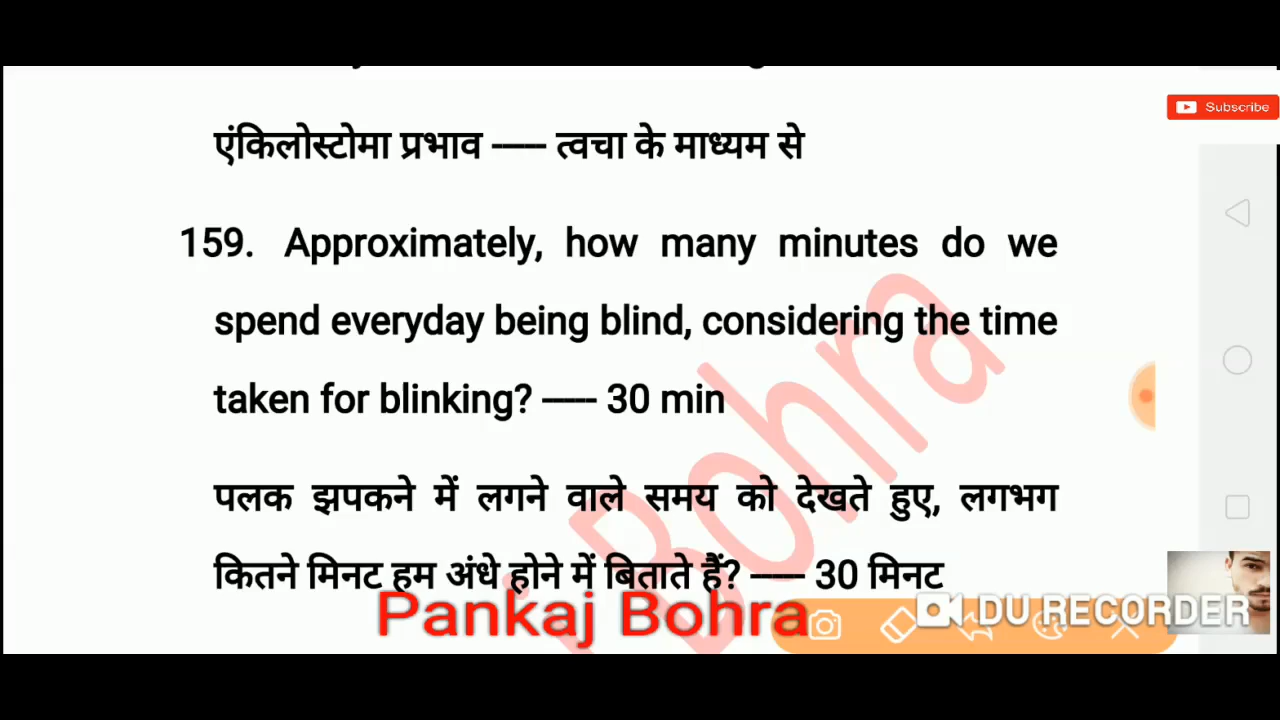 Subscribe
एंकिलोस्टोमा प्रभाव ----- त्वचा के माध्यम से
159. Approximately, how many minutes do we
spend everyday being blind, considering the time
taken for blinking? ----- 30 min
पलक झपकने में लगने वाले समय को देखते हुए, लगभग
कितने मिनट हम अंधे होने में बिताते हैं? ----- 30 मिनट
Bohra
Pankaj Bohra
DU RECORDER